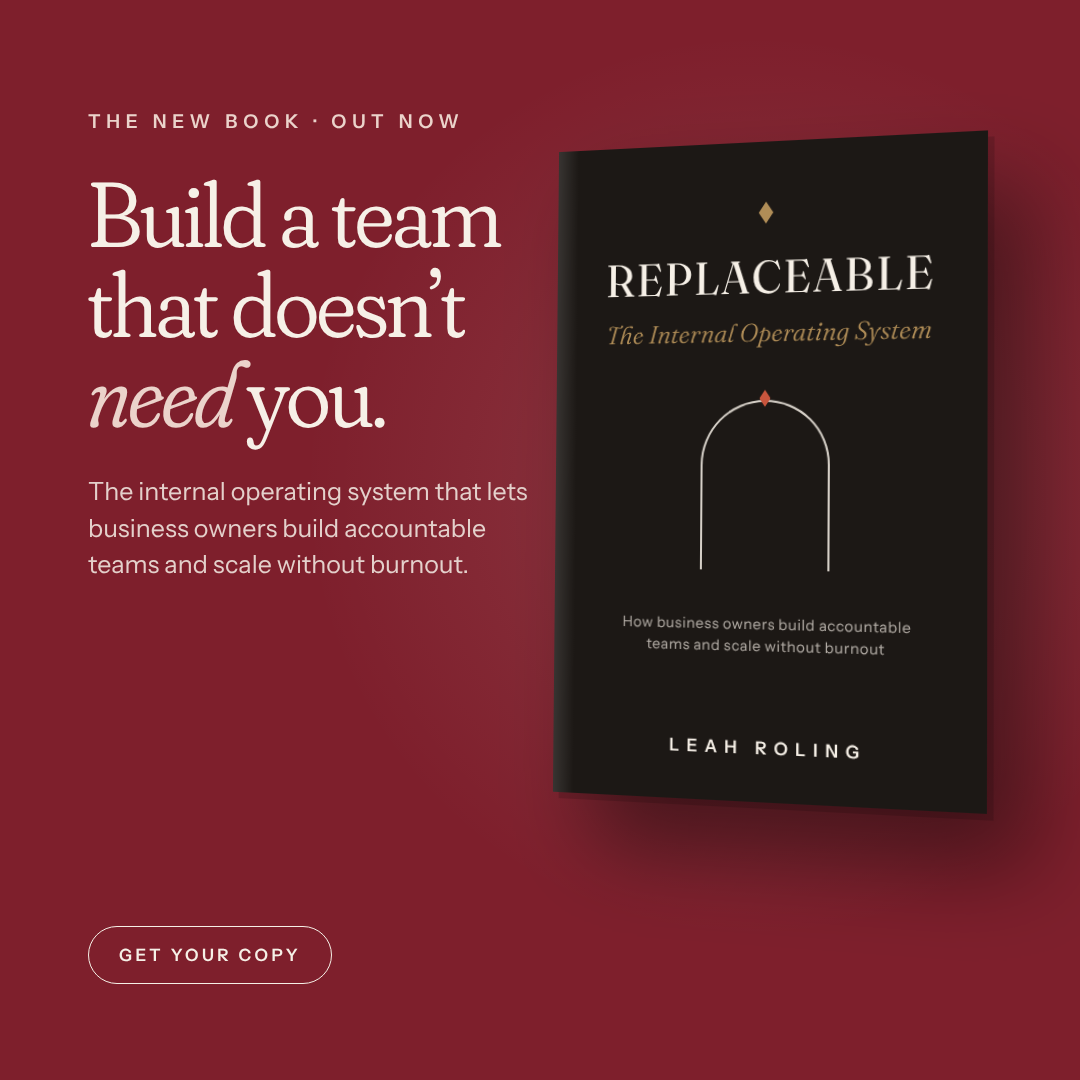 THE NEW BOOK · OUT NOW
Build a team
that doesn’t
need you.
The internal operating system that lets
business owners build accountable
teams and scale without burnout.
GET YOUR COPY
REPLACEABLE
The Internal Operating System
How business owners build accountable
teams and scale without burnout
LEAH ROLING